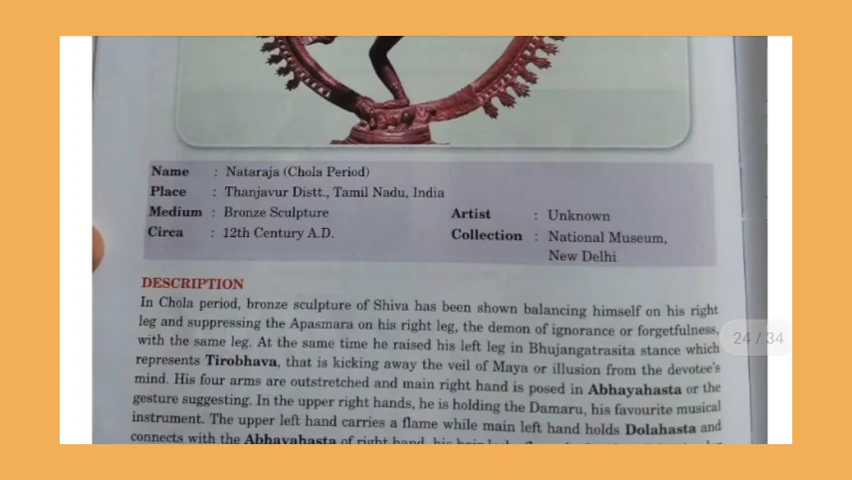 Name : Nataraja (Chola Period)
Place : Thanjavur Distt., Tamil Nadu, India
Medium : Bronze Sculpture Artist : Unknown
Circa : 12th Century A.D. Collection : National Museum,
New Delhi
DESCRIPTION
In Chola period, bronze sculpture of Shiva has been shown balancing himself on his right
leg and suppressing the Apasmara on his right leg, the demon of ignorance or forgetfulness,
with the same leg. At the same time he raised his left leg in Bhujangatrasita stance which
represents Tirobhava, that is kicking away the veil of Maya or illusion from the devotee's
mind. His four arms are outstretched and main right hand is posed in Abhayahasta or the
gesture suggesting. In the upper right hands, he is holding the Damaru, his favourite musical
instrument. The upper left hand carries a flame while main left hand holds Dolahasta and
connects with the Abhayahasta of right hand, his hair
24 / 34